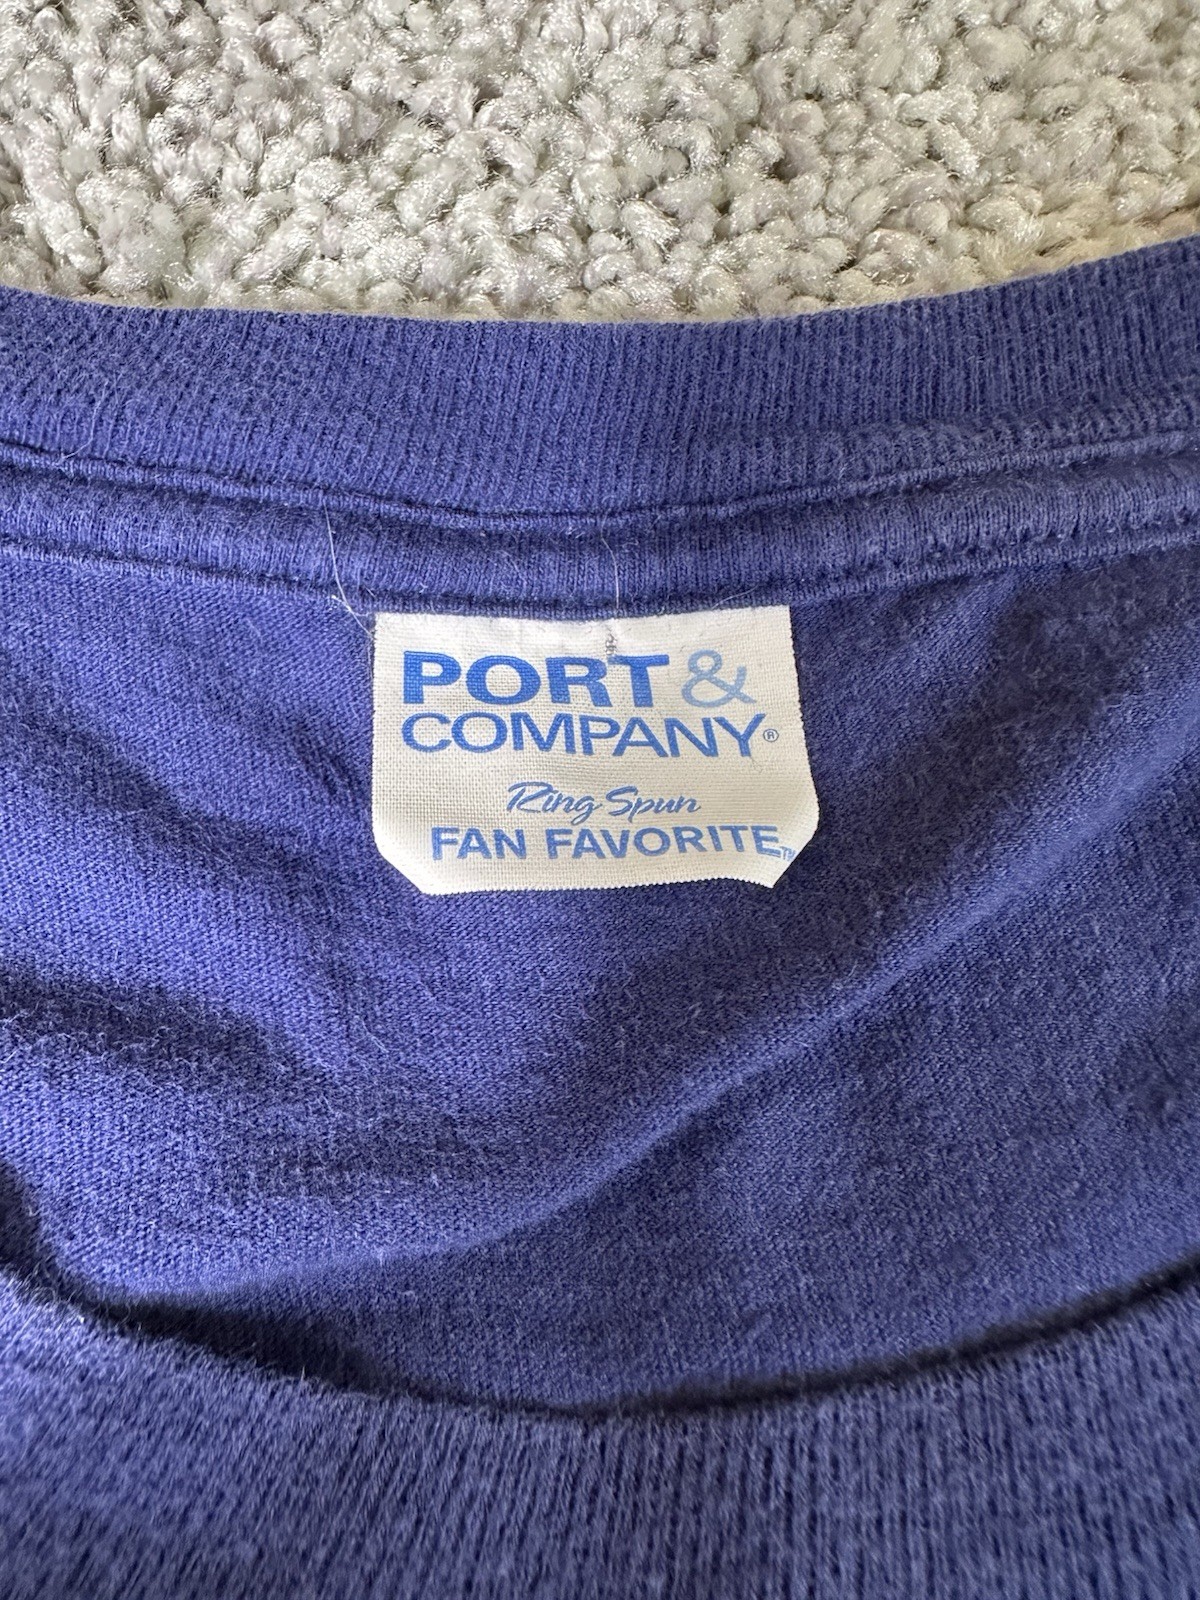 PORT &
COMPANY®
Ring Spun
FAN FAVORITE™